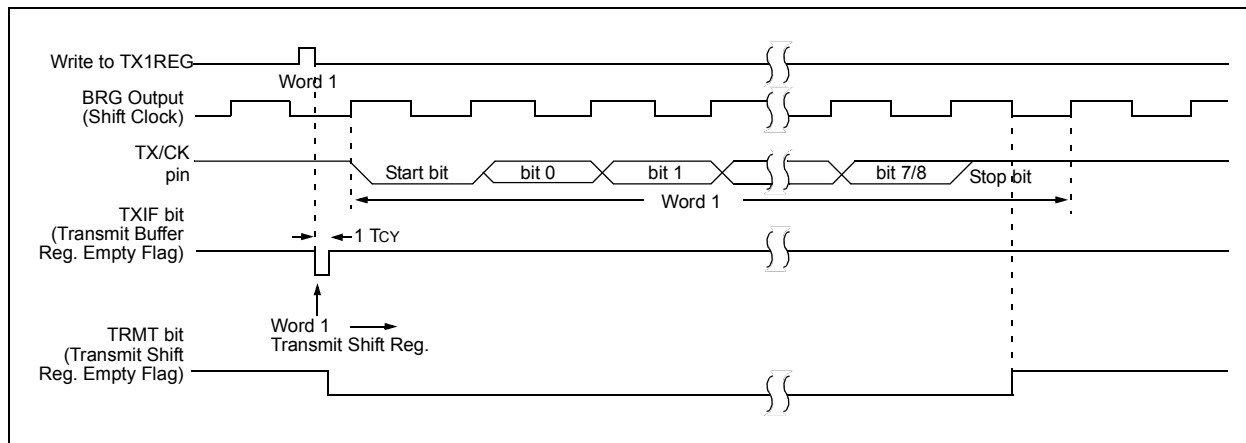 Write to TX1REG
Word 1
BRG Output
(Shift Clock)
TX/CK
pin
Start bit
bit 0
bit 1
bit 7/8
Stop bit
Word 1
TXIF bit
(Transmit Buffer
Reg. Empty Flag)
1 TCY
Word 1
Transmit Shift Reg.
TRMT bit
(Transmit Shift
Reg. Empty Flag)